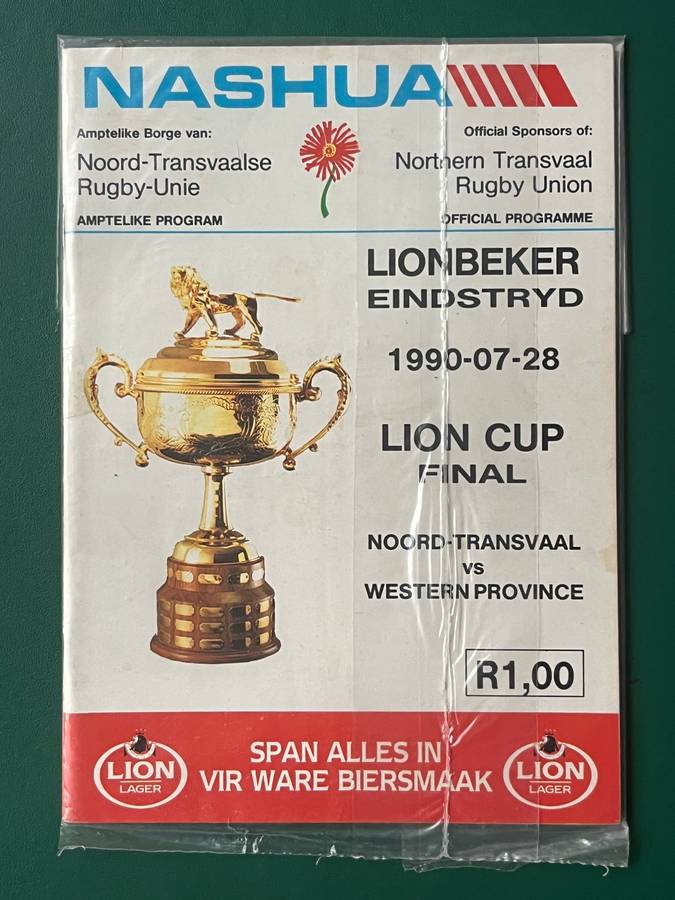 NASHUA
Amptelike Borge van:
Noord-Transvaalse
Rugby-Unie
AMPTELIKE PROGRAM
Official Sponsors of:
Northern Transvaal
Rugby Union
OFFICIAL PROGRAMME
LIONBEKER
EINDSTRYD
1990-07-28
LION CUP
FINAL
NOORD-TRANSVAAL
vs
WESTERN PROVINCE
R1,00
LION
LAGER
SPAN ALLES IN
VIR WARE BIERSMAAK
LION
LAGER